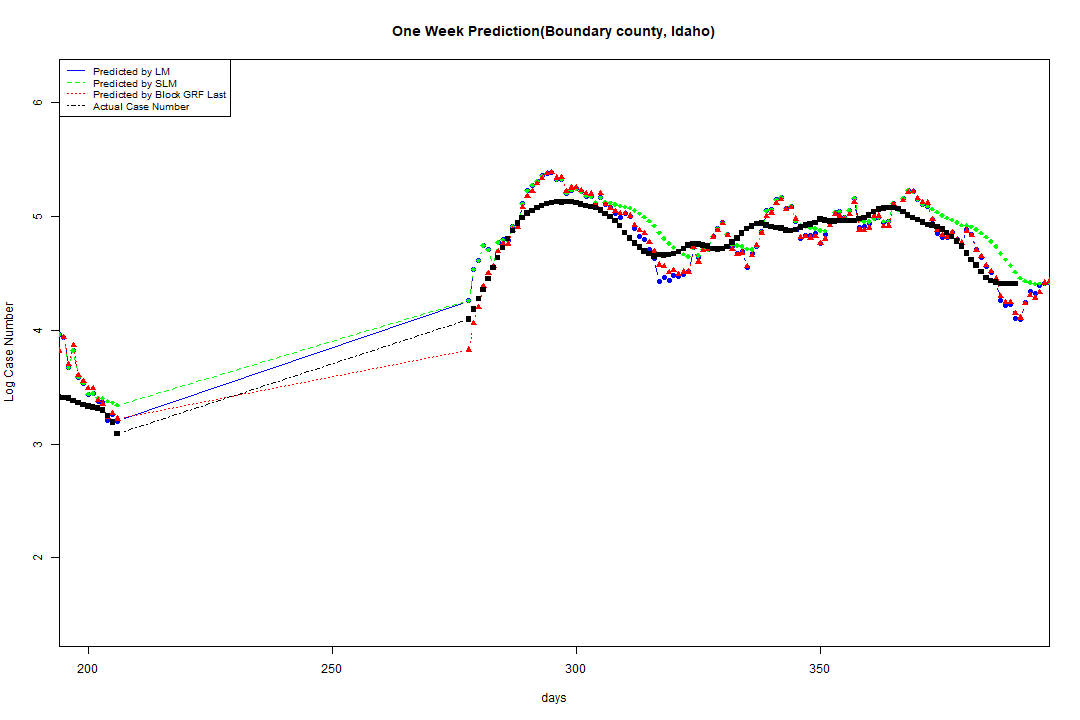 One Week Prediction(Boundary county, Idaho)
Predicted by LM
Predicted by SLM
Predicted by Block GRF Last
Actual Case Number
6
5
4
3
2
Log Case Number
200
250
300
350
days